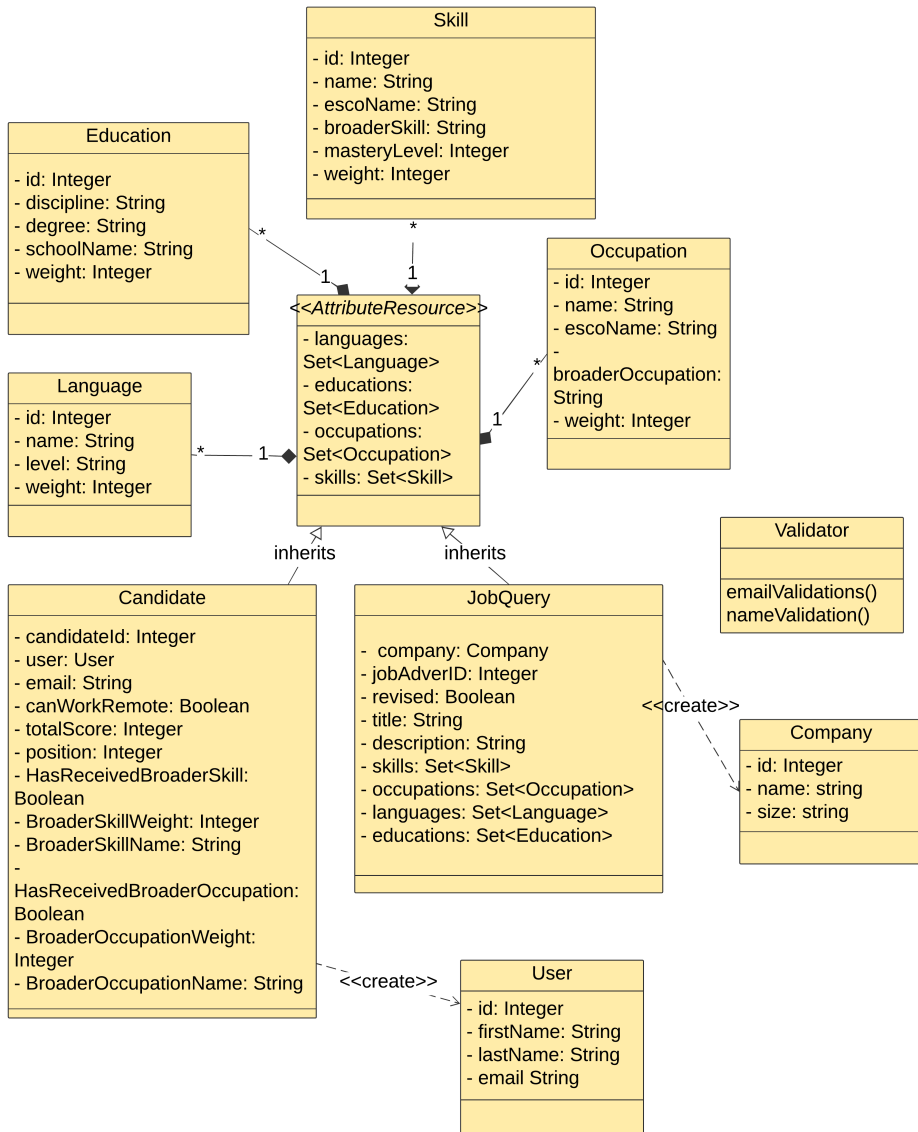 Skill
- id: Integer
- name: String
- escoName: String
- broaderSkill: String
- masteryLevel: Integer
- weight: Integer
Education
- id: Integer
- discipline: String
- degree: String
- schoolName: String
- weight: Integer
*
1
*
1
Occupation
- id: Integer
- name: String
- escoName: String
-
broaderOccupation:
String
- weight: Integer
*
1
<<AttributeResource>>
- languages:
Set<Language>
- educations:
Set<Education>
- occupations:
Set<Occupation>
- skills: Set<Skill>
Language
- id: Integer
- name: String
- level: String
- weight: Integer
*
1
inherits
inherits
Validator
emailValidations()
nameValidation()
Candidate
- candidateId: Integer
- user: User
- email: String
- canWorkRemote: Boolean
- totalScore: Integer
- position: Integer
- HasReceivedBroaderSkill:
Boolean
- BroaderSkillWeight: Integer
- BroaderSkillName: String
-
HasReceivedBroaderOccupation:
Boolean
- BroaderOccupationWeight:
Integer
- BroaderOccupationName: String
JobQuery
- company: Company
- jobAdverID: Integer
- revised: Boolean
- title: String
- description: String
- skills: Set<Skill>
- occupations: Set<Occupation>
- languages: Set<Language>
- educations: Set<Education>
<<create>>
Company
- id: Integer
- name: string
- size: string
<<create>>
User
- id: Integer
- firstName: String
- lastName: String
- email String